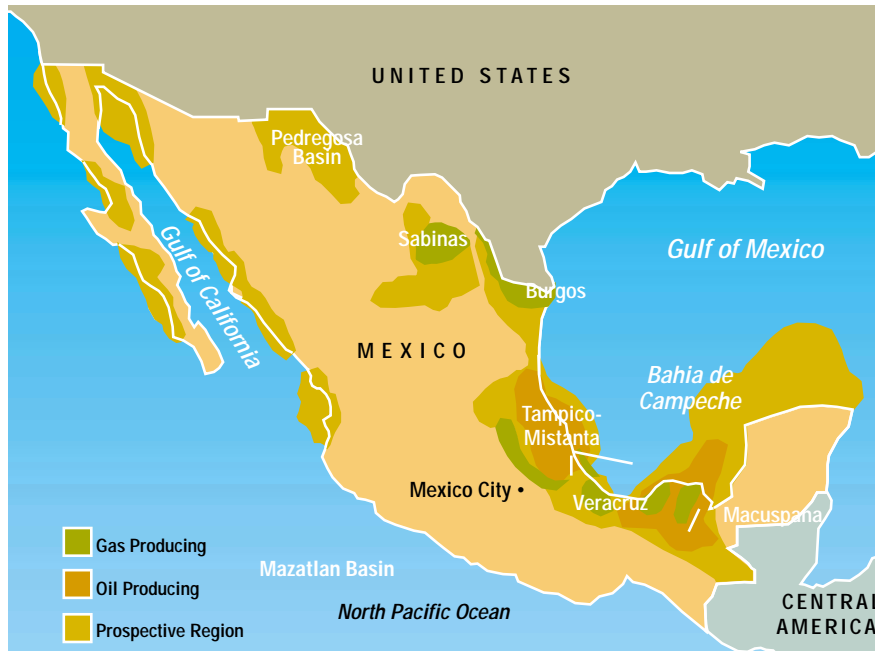 UNITED STATES
Pedregosa
Basin
Sabinas
Gulf of Mexico
Burgos
Gulf of California
MEXICO
Bahia de
Campeche
Tampico-
Mistanta
Mexico City
Veracruz
Macuspana
Gas Producing
Mazatlan Basin
Oil Producing
North Pacific Ocean
CENTRAL
AMERICA
Prospective Region